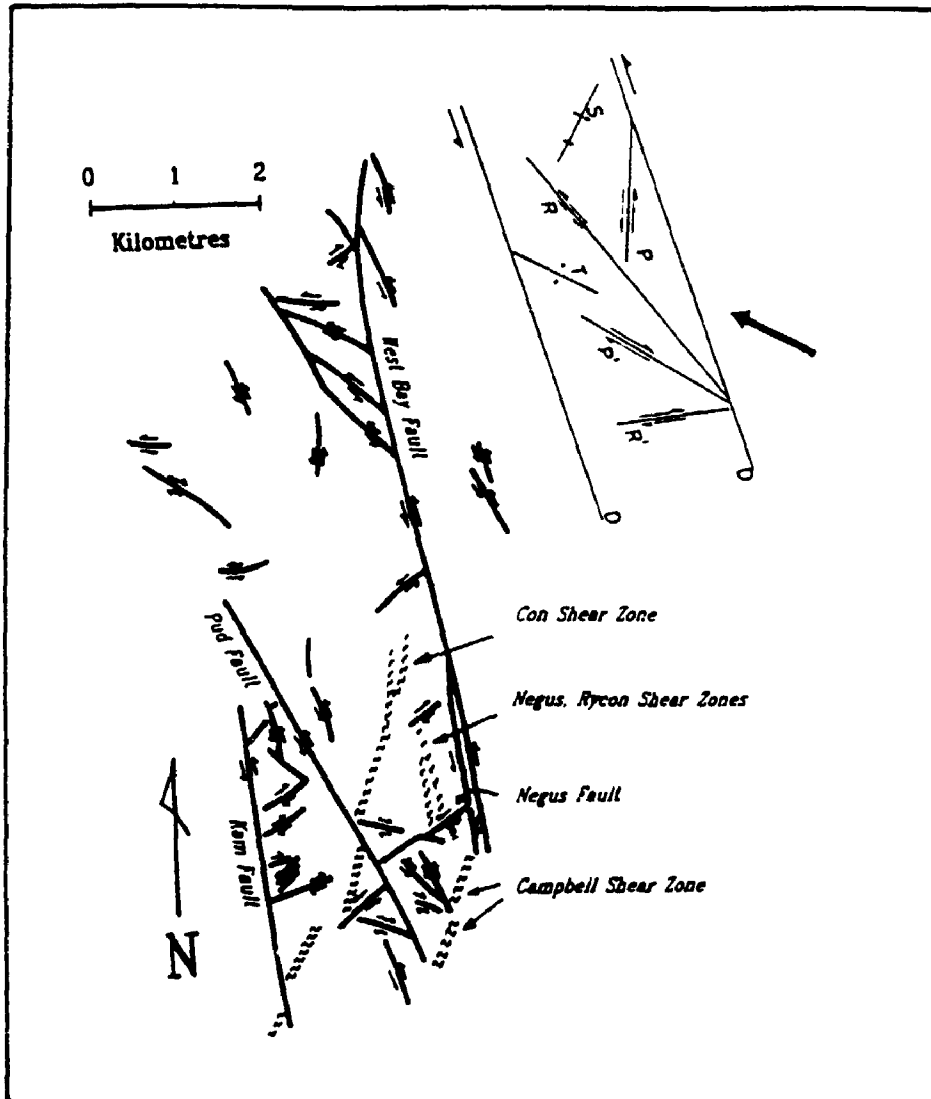 0 1 2
Kilometres
S
R
P
T
P'
R'
D
D
West Bay Fault
Pud Fault
Kam Fault
Con Shear Zone
Negus, Rycon Shear Zones
Negus Fault
Campbell Shear Zone
N